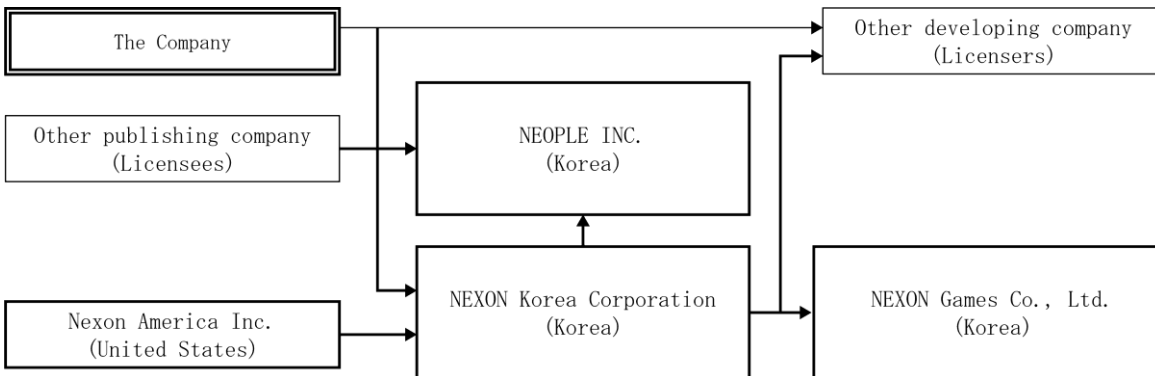 The Company
Other developing company
(Licensers)
Other publishing company
(Licensees)
NEOPLE INC.
(Korea)
NEXON Korea Corporation
(Korea)
NEXON Games Co., Ltd.
(Korea)
Nexon America Inc.
(United States)